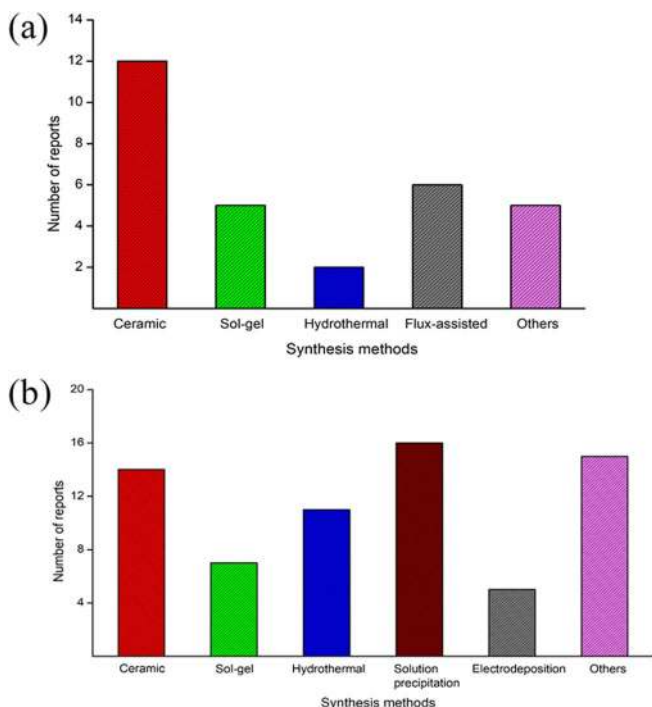 (a)
14
12
10
8
6
4
2
Number of reports
Ceramic Sol-gel Hydrothermal Flux-assisted Others
Synthesis methods
(b)
20
16
12
8
4
Number of reports
Ceramic Sol-gel Hydrothermal Solution precipitation Electrodeposition Others
Synthesis methods